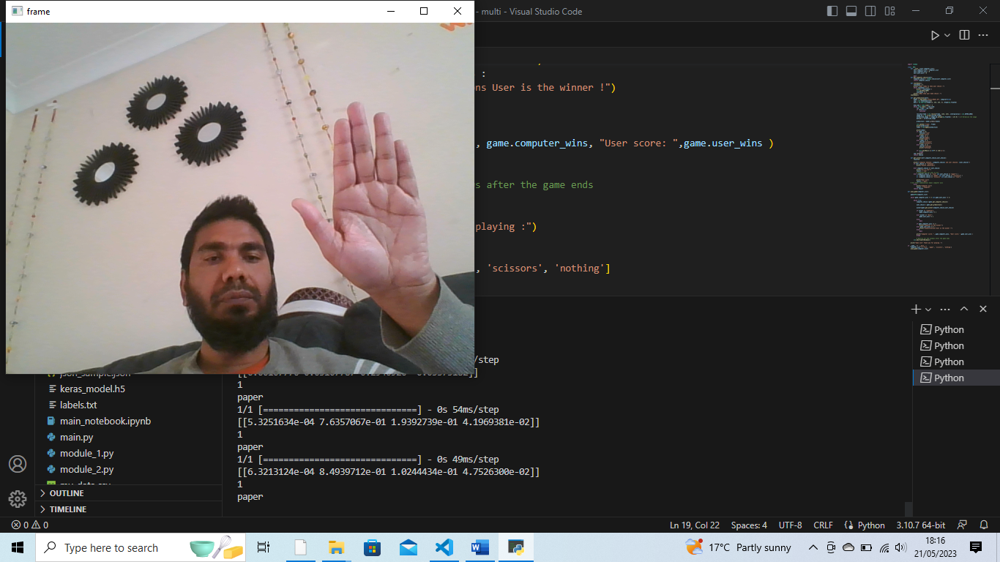 frame
- multi - Visual Studio Code
:
ns User is the winner !")
, game.computer_wins, "User score: ",game.user_wins )
s after the game ends
playing :")
, 'scissors', 'nothing']
/step
1
paper
1/1 [==============================] - 0s 54ms/step
[[5.3251634e-04 7.6357067e-01 1.9392739e-01 4.1969381e-02]]
1
paper
1/1 [==============================] - 0s 49ms/step
[[6.3213124e-04 8.4939712e-01 1.0244434e-01 4.7526300e-02]]
1
paper
Python
Python
Python
Python
json_sample.json
keras_model.h5
labels.txt
main_notebook.ipynb
main.py
module_1.py
module_2.py
OUTLINE
TIMELINE
0 0
Ln 19, Col 22 Spaces: 4 UTF-8 CRLF Python 3.10.7 64-bit
Type here to search
17°C Partly sunny
18:16
21/05/2023